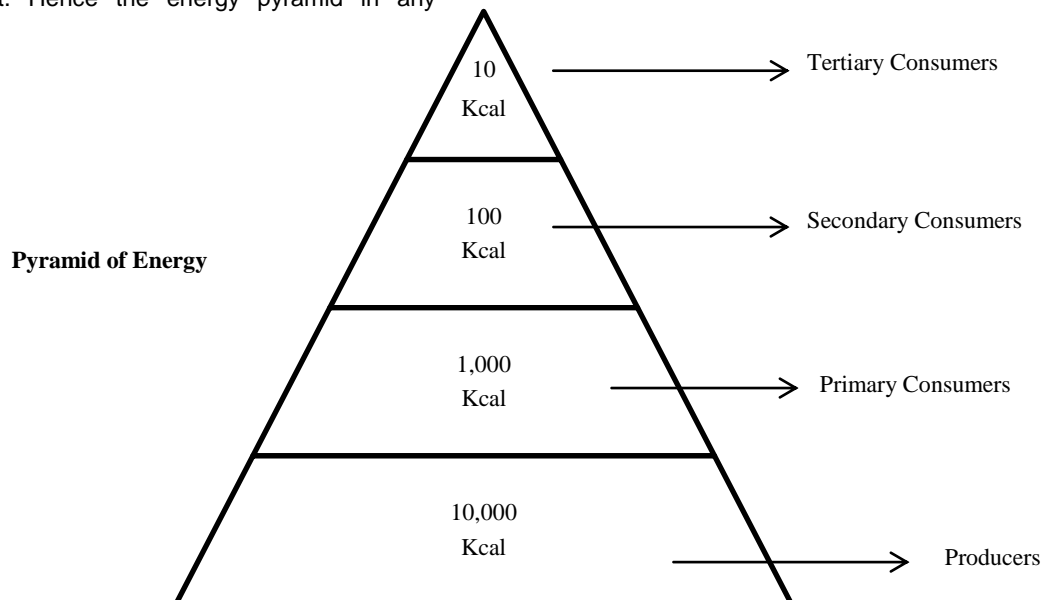 t. Hence the energy pyramid in any
10
Kcal
Tertiary Consumers
100
Kcal
Secondary Consumers
Pyramid of Energy
1,000
Kcal
Primary Consumers
10,000
Kcal
Producers